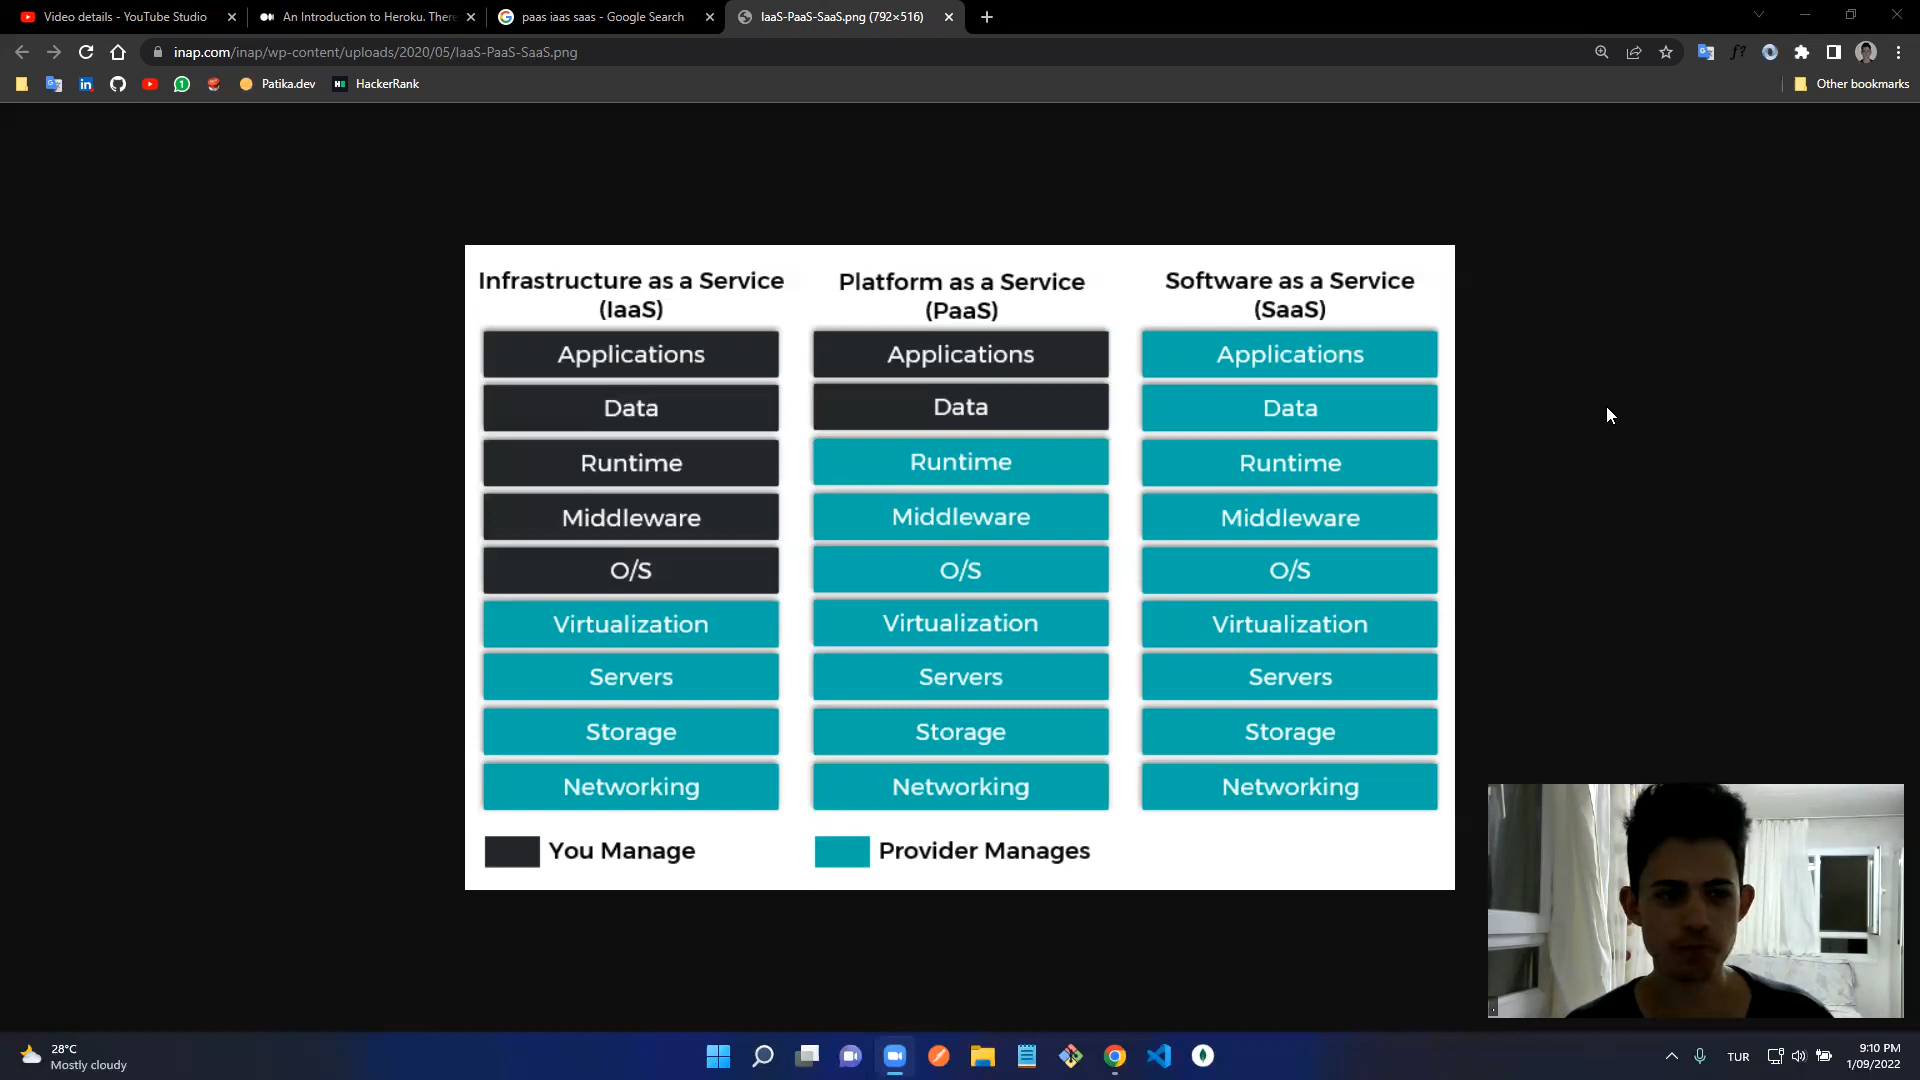 Video details - YouTube Studio
An Introduction to Heroku. There
paas iaas saas - Google Search
IaaS-PaaS-SaaS.png (792×516)
inap.com/inap/wp-content/uploads/2020/05/IaaS-PaaS-SaaS.png
Patika.dev
HackerRank
Other bookmarks
Infrastructure as a Service
(IaaS)
Applications
Data
Runtime
Middleware
O/S
Virtualization
Servers
Storage
Networking
Platform as a Service
(PaaS)
Applications
Data
Runtime
Middleware
O/S
Virtualization
Servers
Storage
Networking
Software as a Service
(SaaS)
Applications
Data
Runtime
Middleware
O/S
Virtualization
Servers
Storage
Networking
You Manage
Provider Manages
28°C
Mostly cloudy
TUR
9:10 PM
1/09/2022